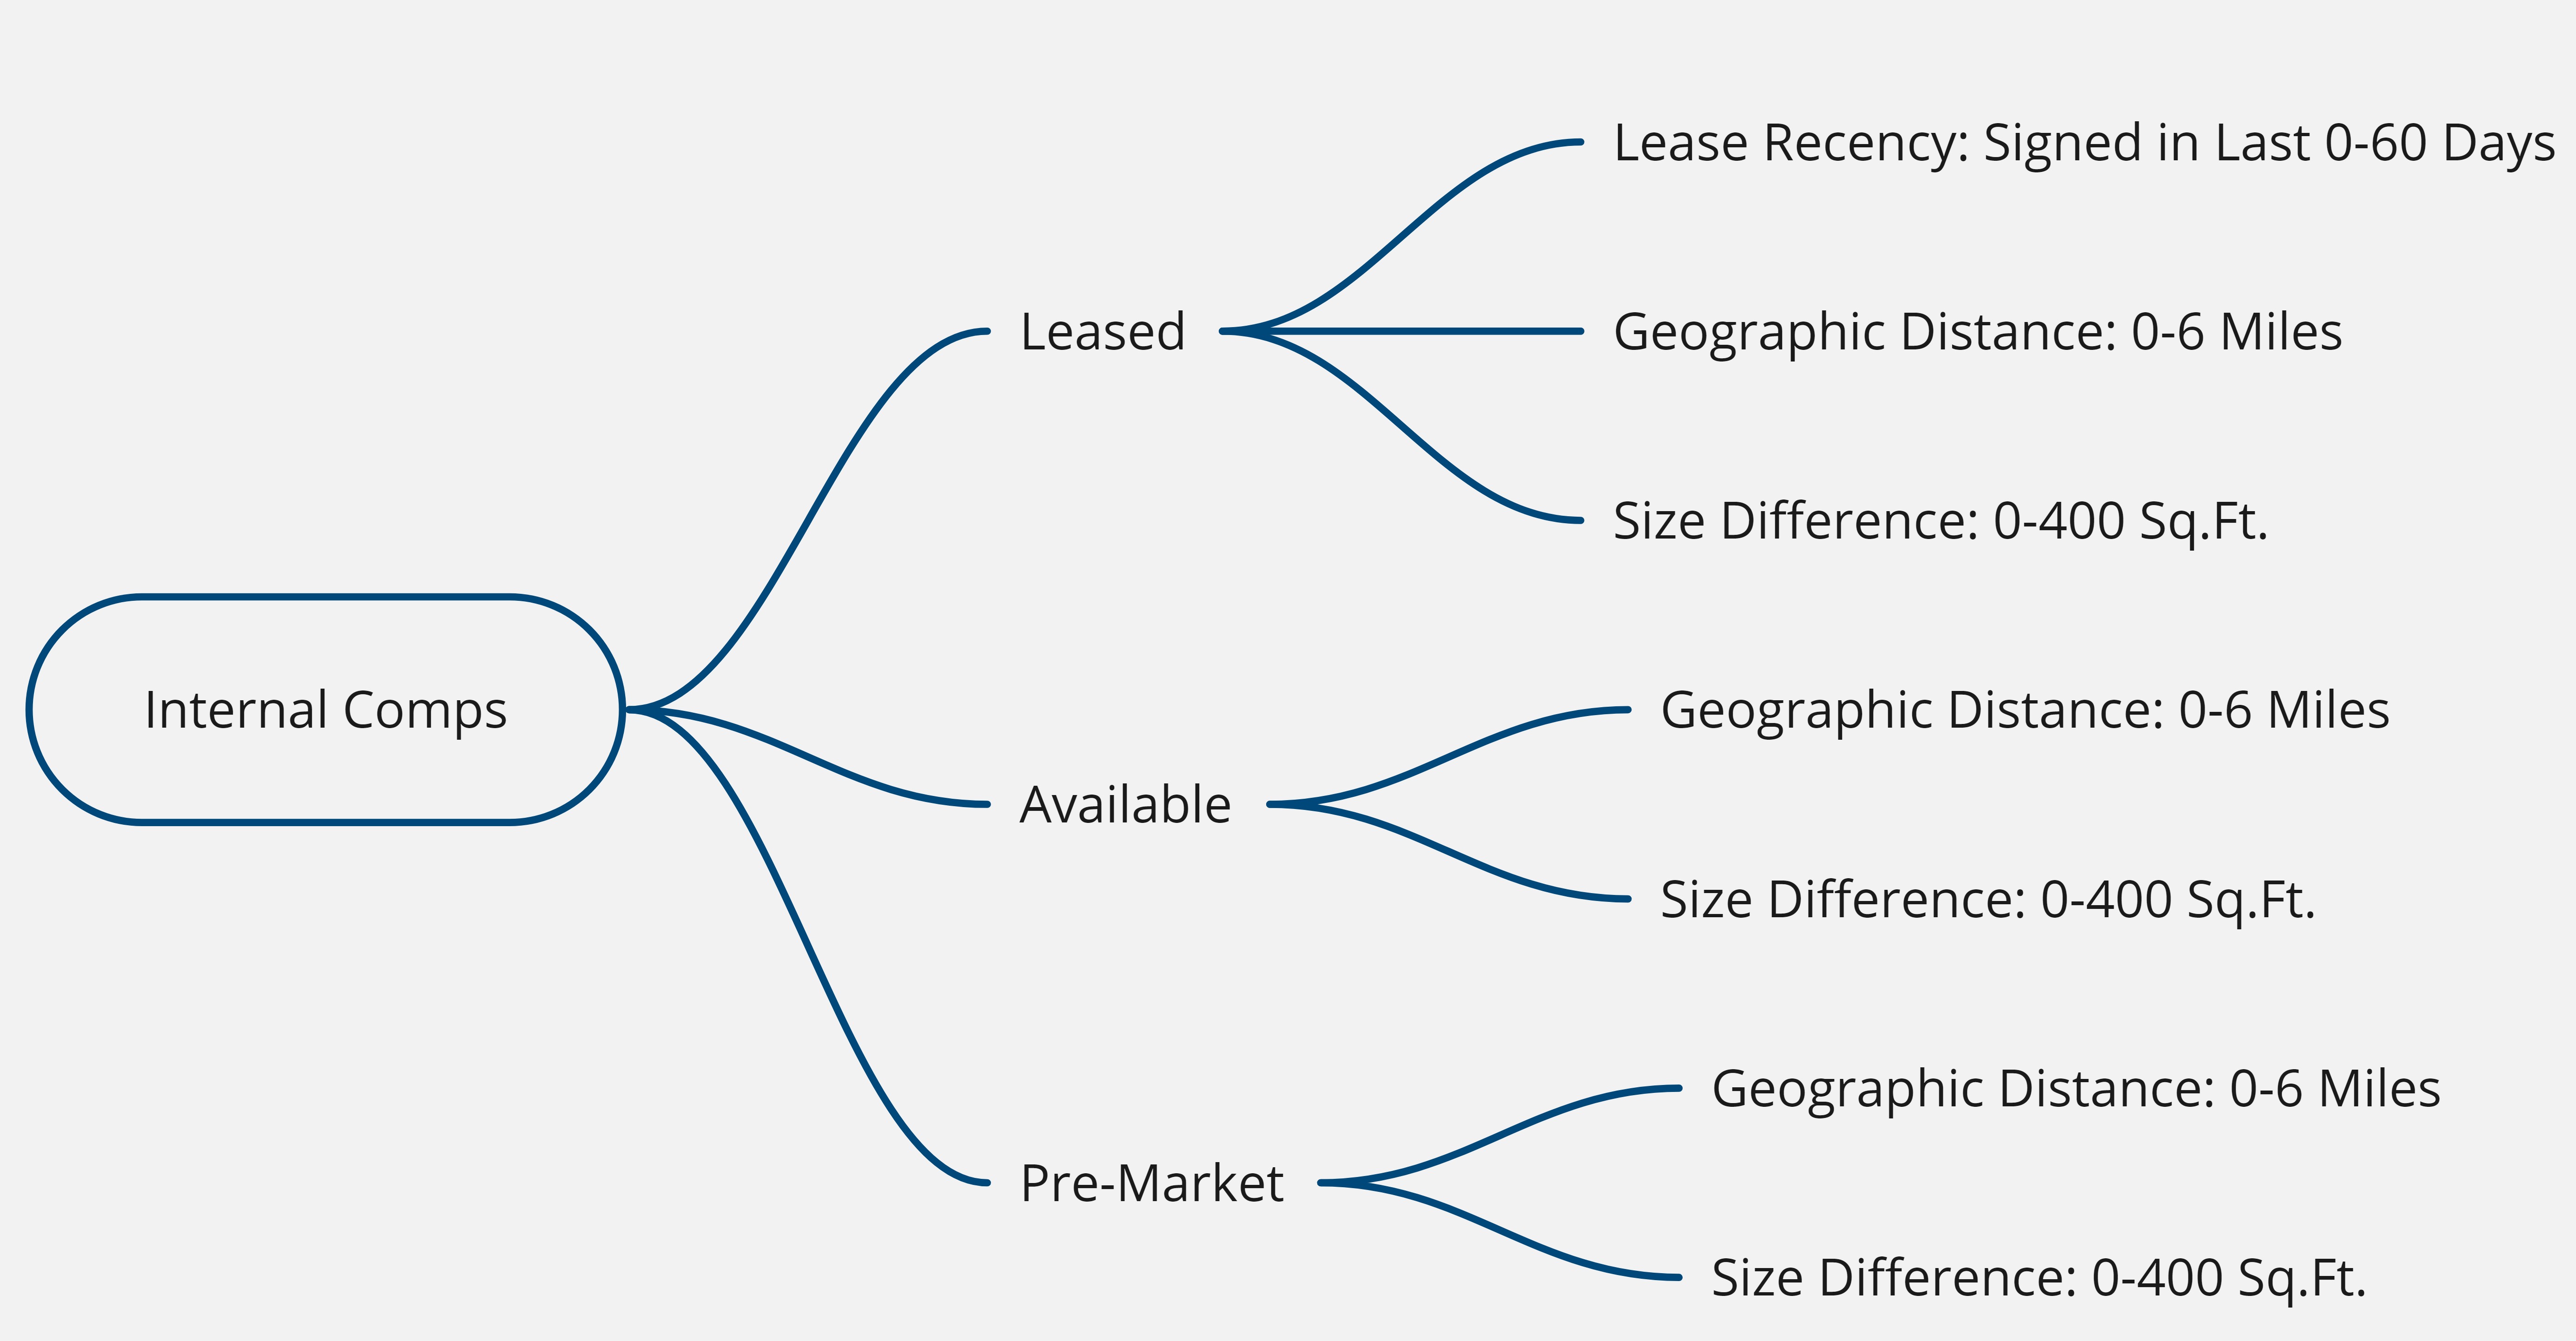 Internal Comps
Leased
Lease Recency: Signed in Last 0-60 Days
Geographic Distance: 0-6 Miles
Size Difference: 0-400 Sq.Ft.
Available
Geographic Distance: 0-6 Miles
Size Difference: 0-400 Sq.Ft.
Pre-Market
Geographic Distance: 0-6 Miles
Size Difference: 0-400 Sq.Ft.